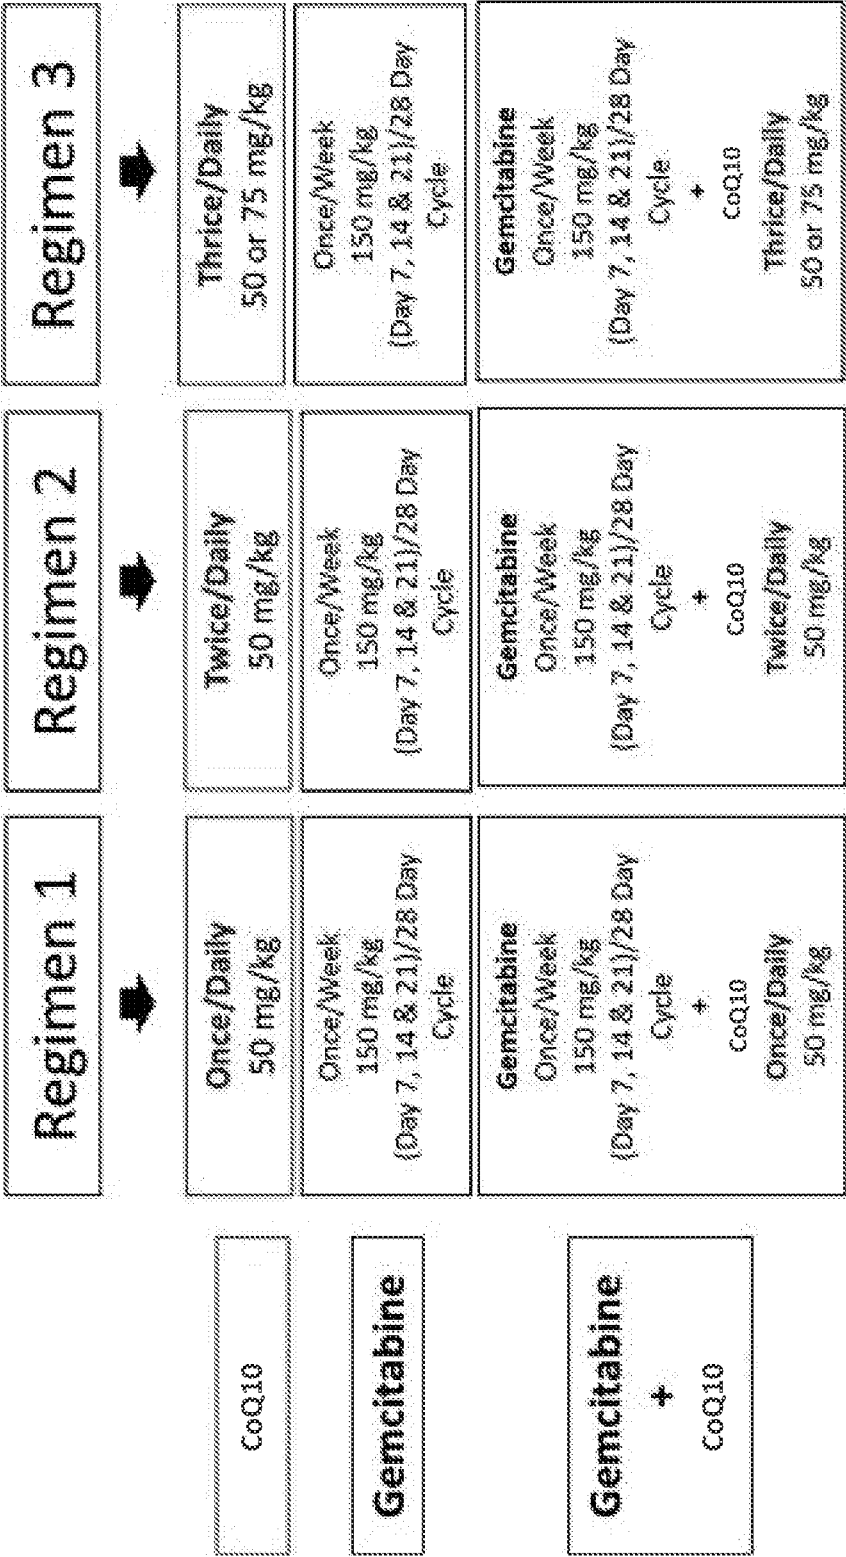 Regimen 1
Regimen 2
Regimen 3
CoQ10
Once/Daily
50 mg/kg
Twice/Daily
50 mg/kg
Thrice/Daily
50 or 75 mg/kg
Gemcitabine
Once/Week
150 mg/kg
(Day 7, 14 & 21)/28 Day
Cycle
Once/Week
150 mg/kg
(Day 7, 14 & 21)/28 Day
Cycle
Once/Week
150 mg/kg
(Day 7, 14 & 21)/28 Day
Cycle
Gemcitabine
+
CoQ10
Gemcitabine
Once/Week
150 mg/kg
(Day 7, 14 & 21)/28 Day
Cycle
+
CoQ10
Once/Daily
50 mg/kg
Gemcitabine
Once/Week
150 mg/kg
(Day 7, 14 & 21)/28 Day
Cycle
+
CoQ10
Twice/Daily
50 mg/kg
Gemcitabine
Once/Week
150 mg/kg
(Day 7, 14 & 21)/28 Day
Cycle
+
CoQ10
Thrice/Daily
50 or 75 mg/kg